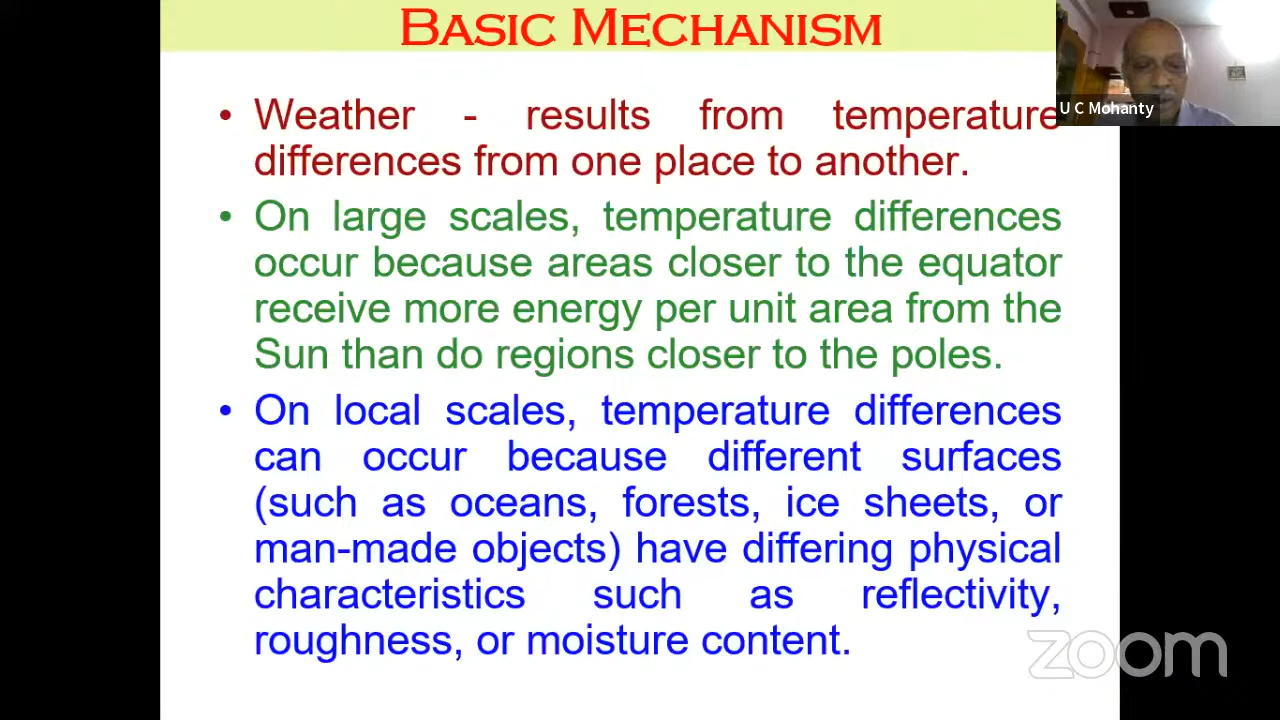 BASIC MECHANISM
U C Mohanty
• Weather - results from temperature
differences from one place to another.
• On large scales, temperature differences
occur because areas closer to the equator
receive more energy per unit area from the
Sun than do regions closer to the poles.
• On local scales, temperature differences
can occur because different surfaces
(such as oceans, forests, ice sheets, or
man-made objects) have differing physical
characteristics such as reflectivity,
roughness, or moisture content.
zoom